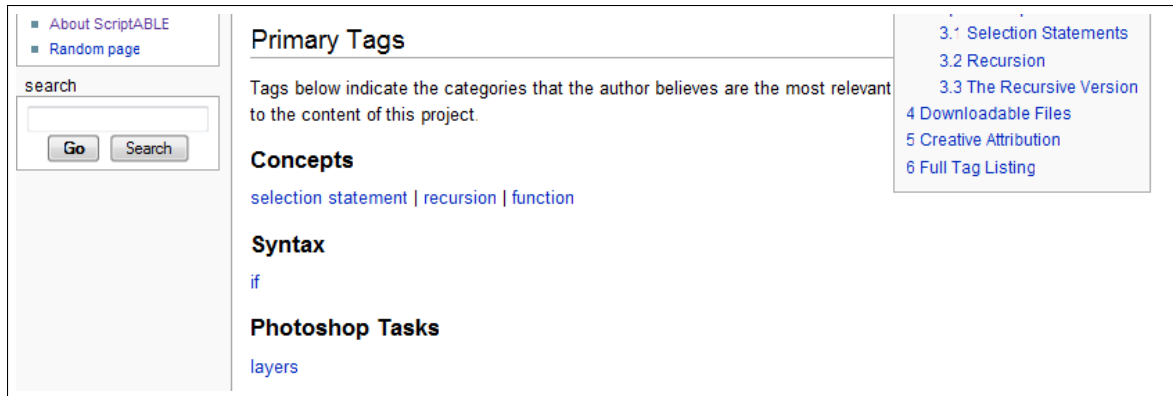 About ScriptABLE
Random page
search
Go
Search
Primary Tags
Tags below indicate the categories that the author believes are the most relevant
to the content of this project.
Concepts
selection statement | recursion | function
Syntax
if
Photoshop Tasks
layers
3.1 Selection Statements
3.2 Recursion
3.3 The Recursive Version
4 Downloadable Files
5 Creative Attribution
6 Full Tag Listing